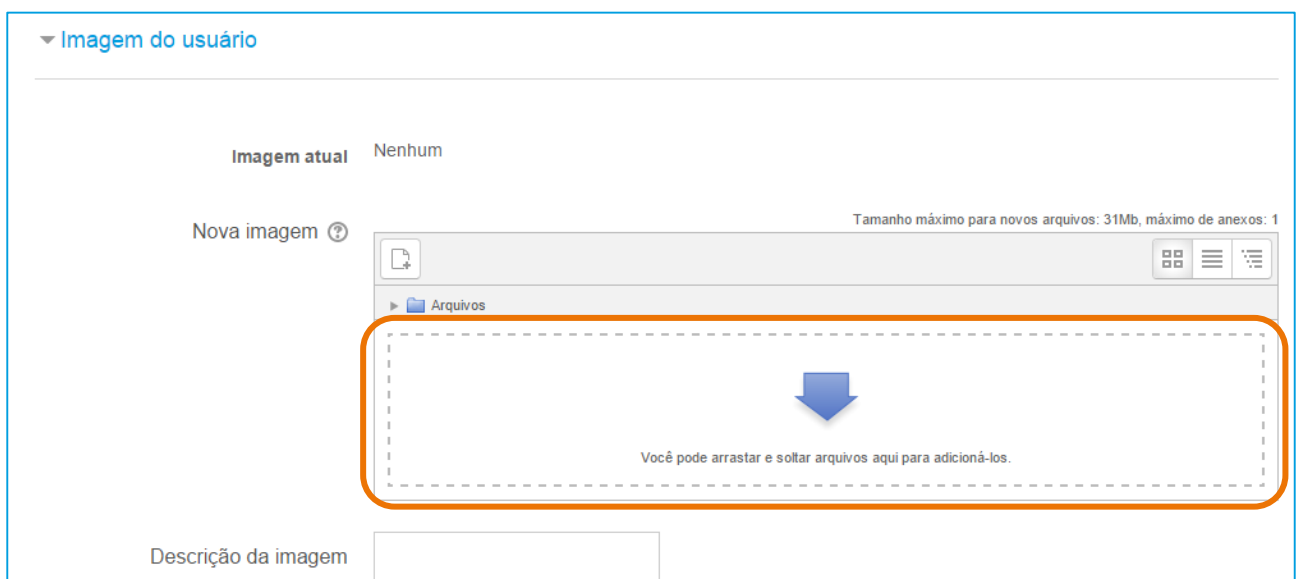 Imagem do usuário
Imagem atual Nenhum
Nova imagem
Tamanho máximo para novos arquivos: 31Mb, máximo de anexos: 1
Arquivos
Você pode arrastar e soltar arquivos aqui para adicioná-los.
Descrição da imagem